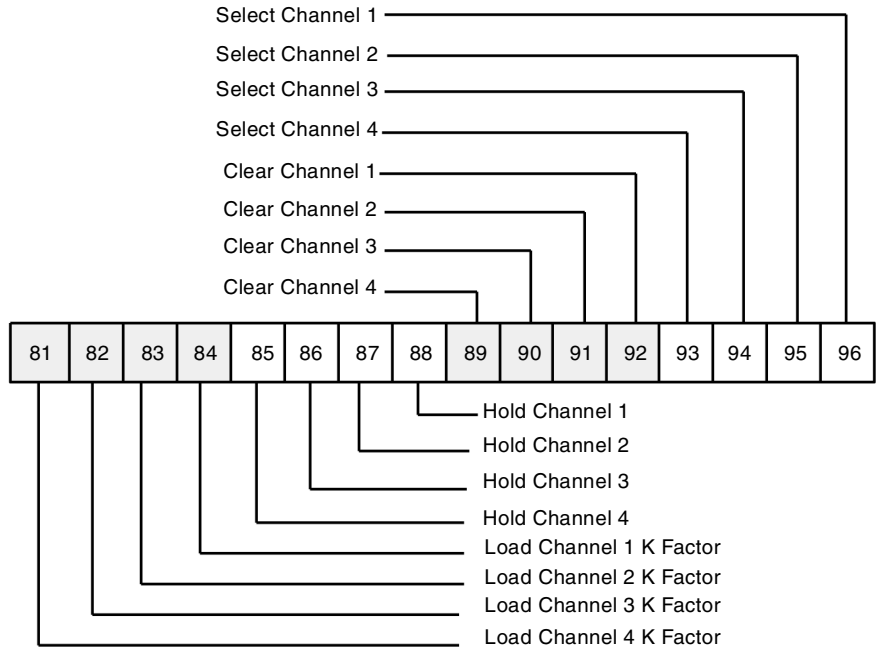 Select Channel 1
Select Channel 2
Select Channel 3
Select Channel 4
Clear Channel 1
Clear Channel 2
Clear Channel 3
Clear Channel 4
81 82 83 84 85 86 87 88 89 90 91 92 93 94 95 96
Hold Channel 1
Hold Channel 2
Hold Channel 3
Hold Channel 4
Load Channel 1 K Factor
Load Channel 2 K Factor
Load Channel 3 K Factor
Load Channel 4 K Factor